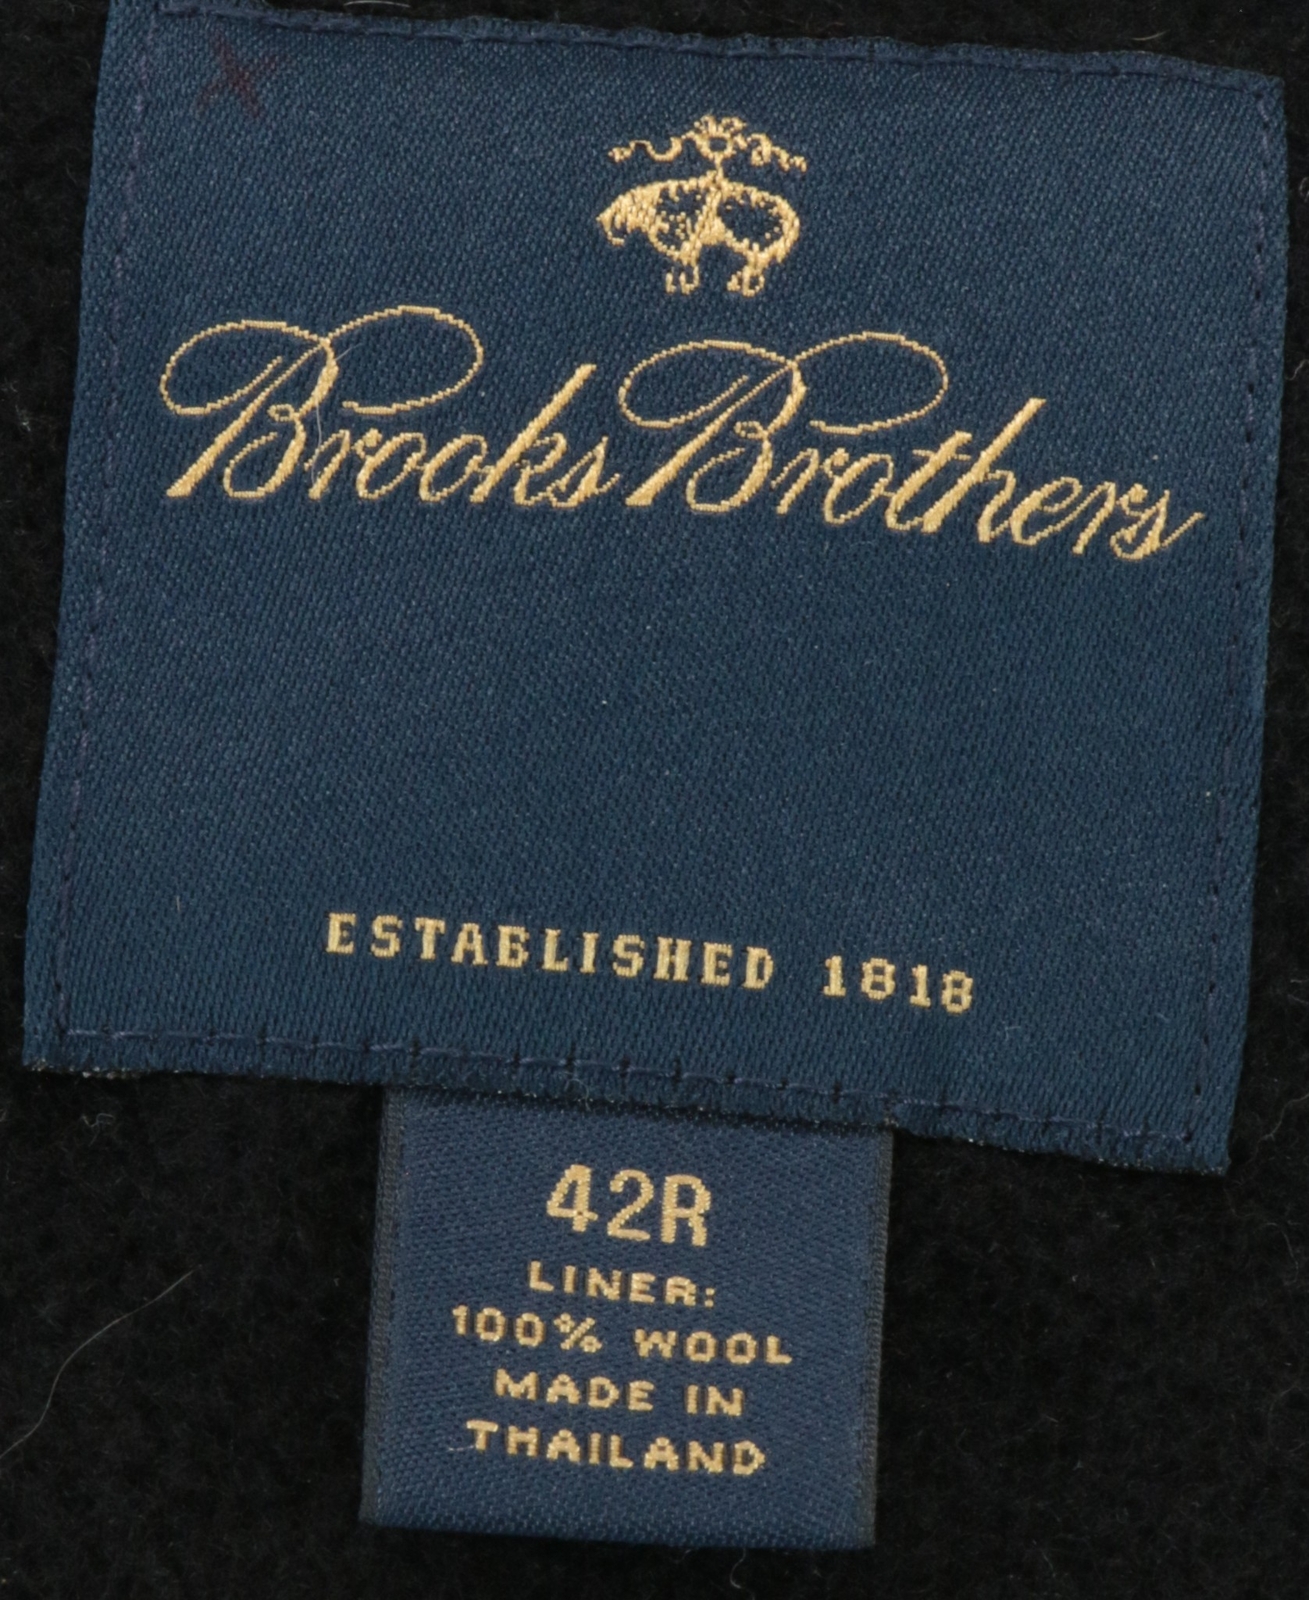 Brooks Brothers
ESTABLISHED 1818
42R
LINER:
100% WOOL
MADE IN
THAILAND